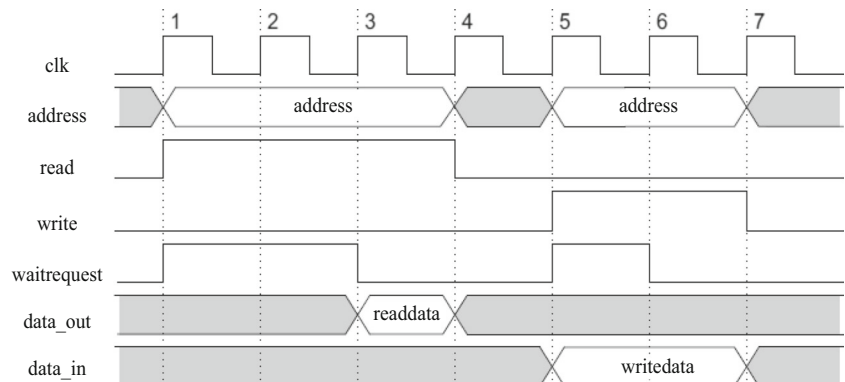 1 2 3 4 5 6 7
clk
address address address
read
write
waitrequest
data_out readdata
data_in writedata